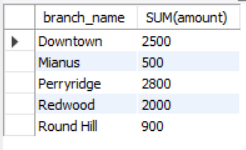 branch_name SUM(amount)
Downtown 2500
Mianus 500
Perryridge 2800
Redwood 2000
Round Hill 900